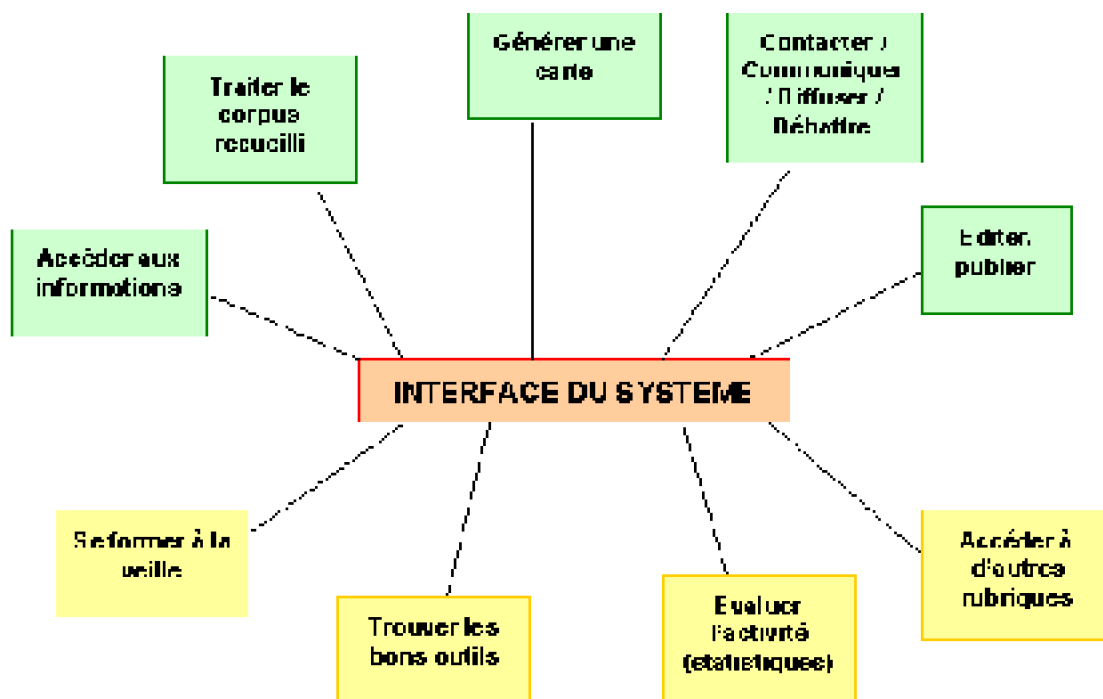 Générer une
carte
Contacter /
Communiquer
/ Diffuser /
Débattre
Traiter le
corpus
recueilli
Editer,
publier
Accèder aux
informations
INTERFACE DU SYSTEME
Se former à la
veille
Accéder à
d'autres
rubriques
Trouver les
bons outils
Evaluer
l'activité
(statistiques)